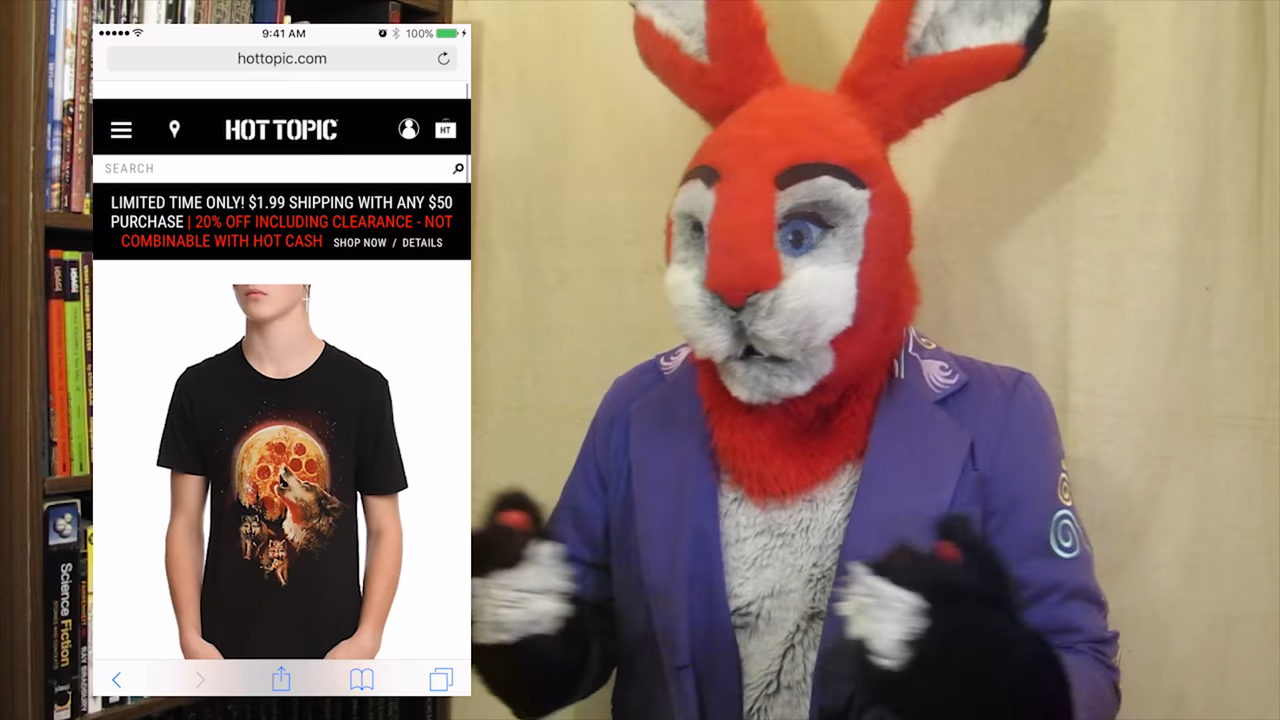 9:41 AM
100%
hottopic.com
HOT TOPIC
HT
SEARCH
LIMITED TIME ONLY! $1.99 SHIPPING WITH ANY $50
PURCHASE | 20% OFF INCLUDING CLEARANCE - NOT
COMBINABLE WITH HOT CASH SHOP NOW / DETAILS
Science Fiction